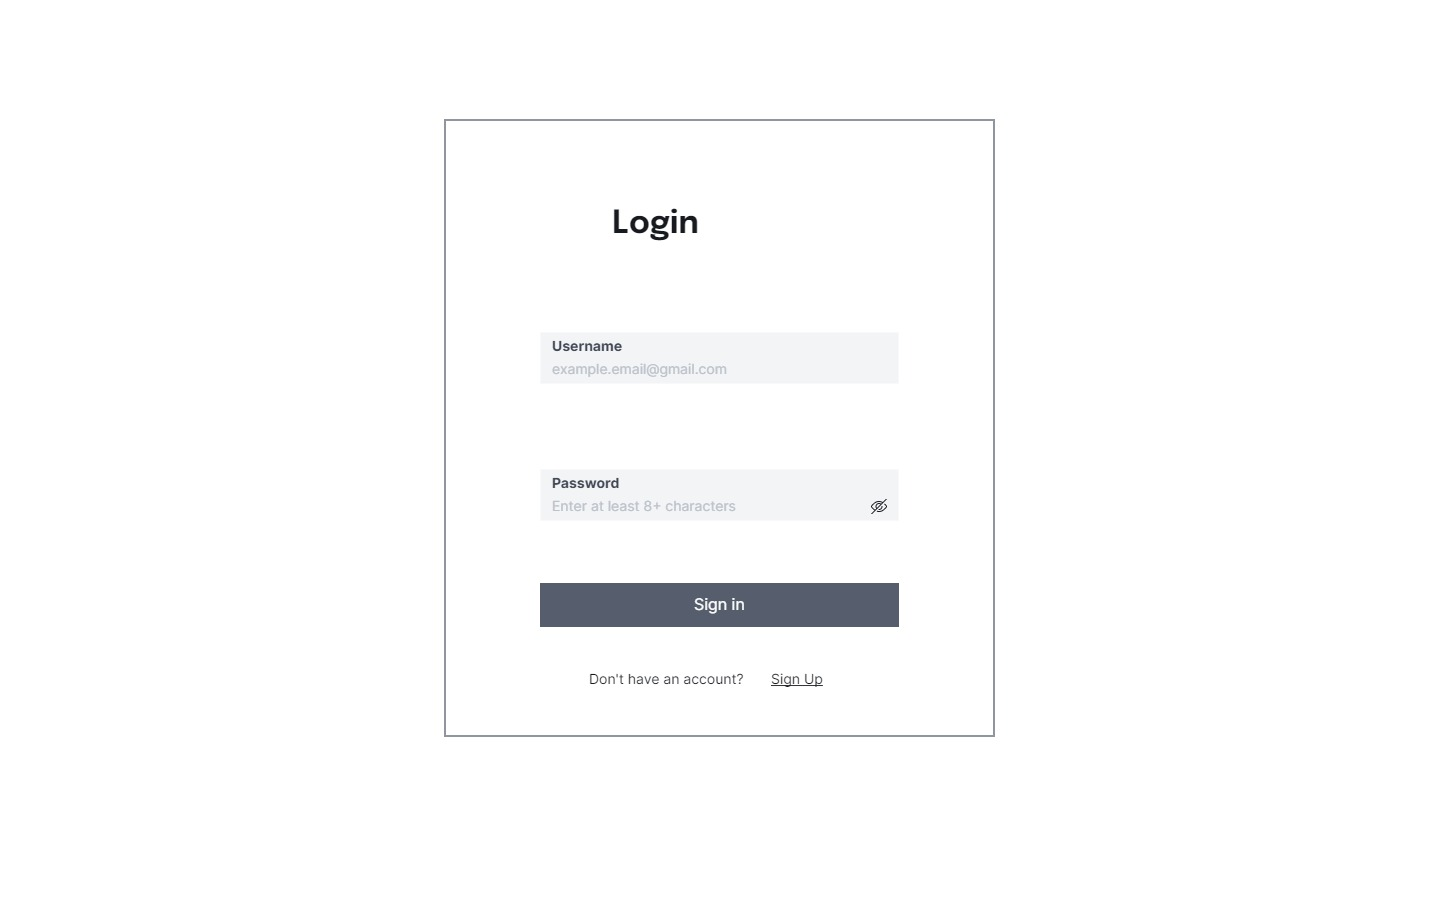 Login
Username
example.email@gmail.com
Password
Enter at least 8+ characters
Sign in
Don't have an account? Sign Up